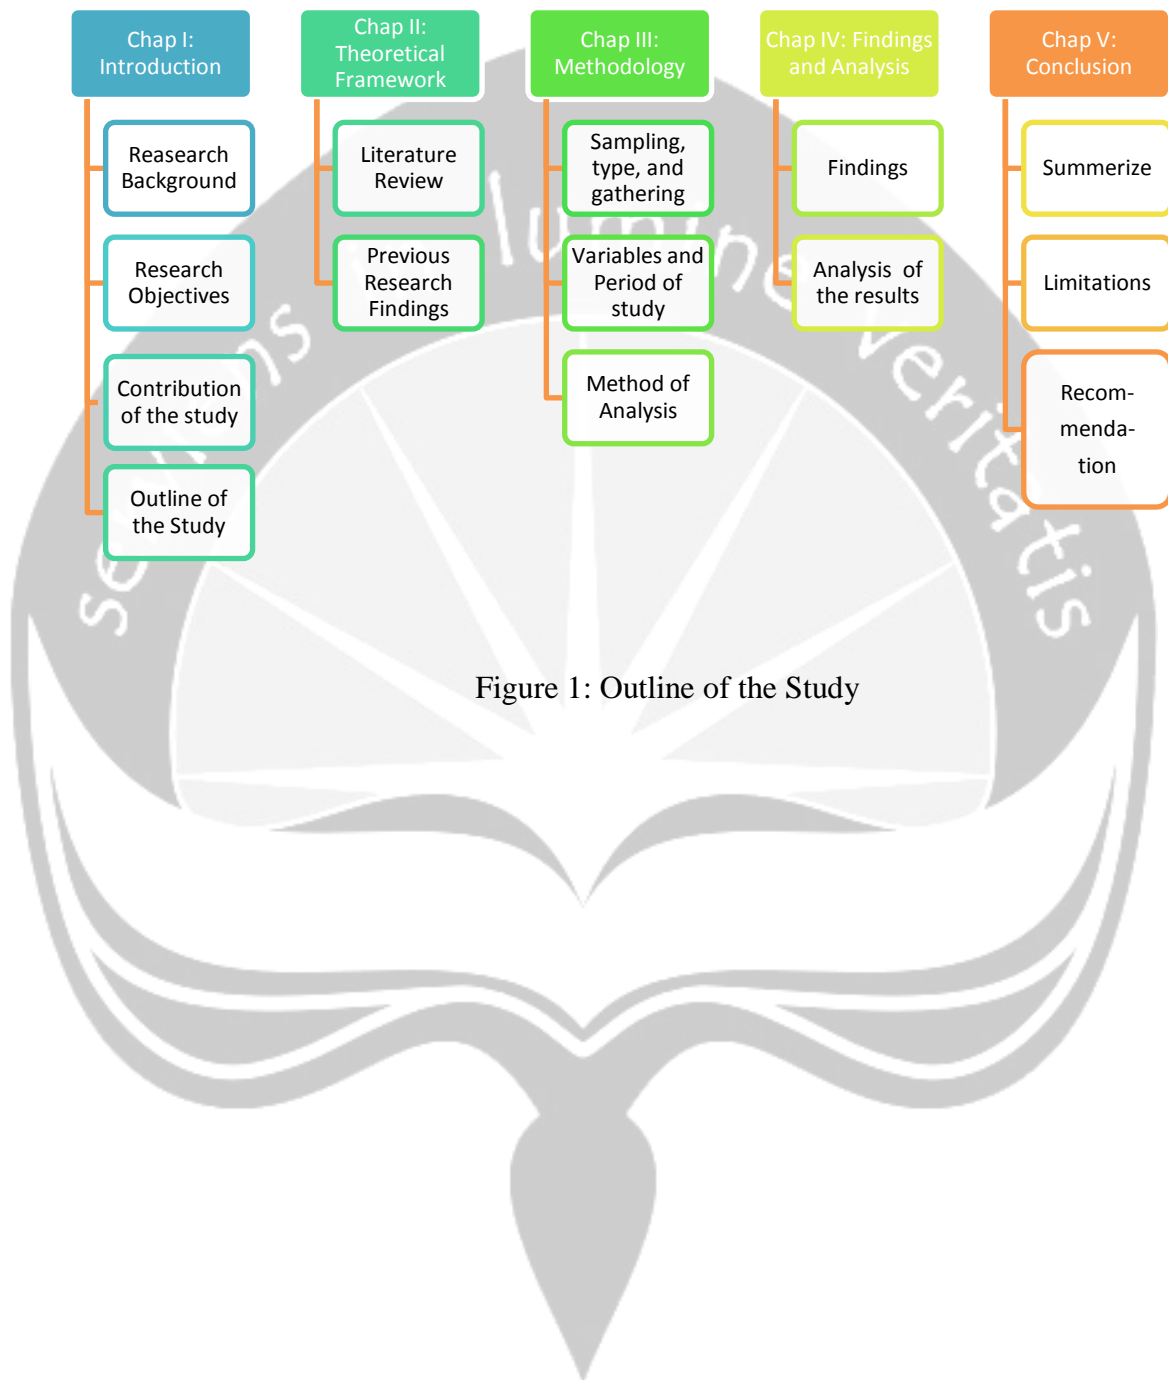 Chap I:
Introduction
Reasearch
Background
Research
Objectives
Contribution
of the study
Outline of
the Study
Chap II:
Theoretical
Framework
Literature
Review
Previous
Research
Findings
Chap III:
Methodology
Sampling,
type, and
gathering
Variables and
Period of
study
Method of
Analysis
Chap IV: Findings
and Analysis
Findings
Analysis of
the results
Chap V:
Conclusion
Summerize
Limitations
Recom-
menda-
tion
lumine veritatis
Figure 1: Outline of the Study